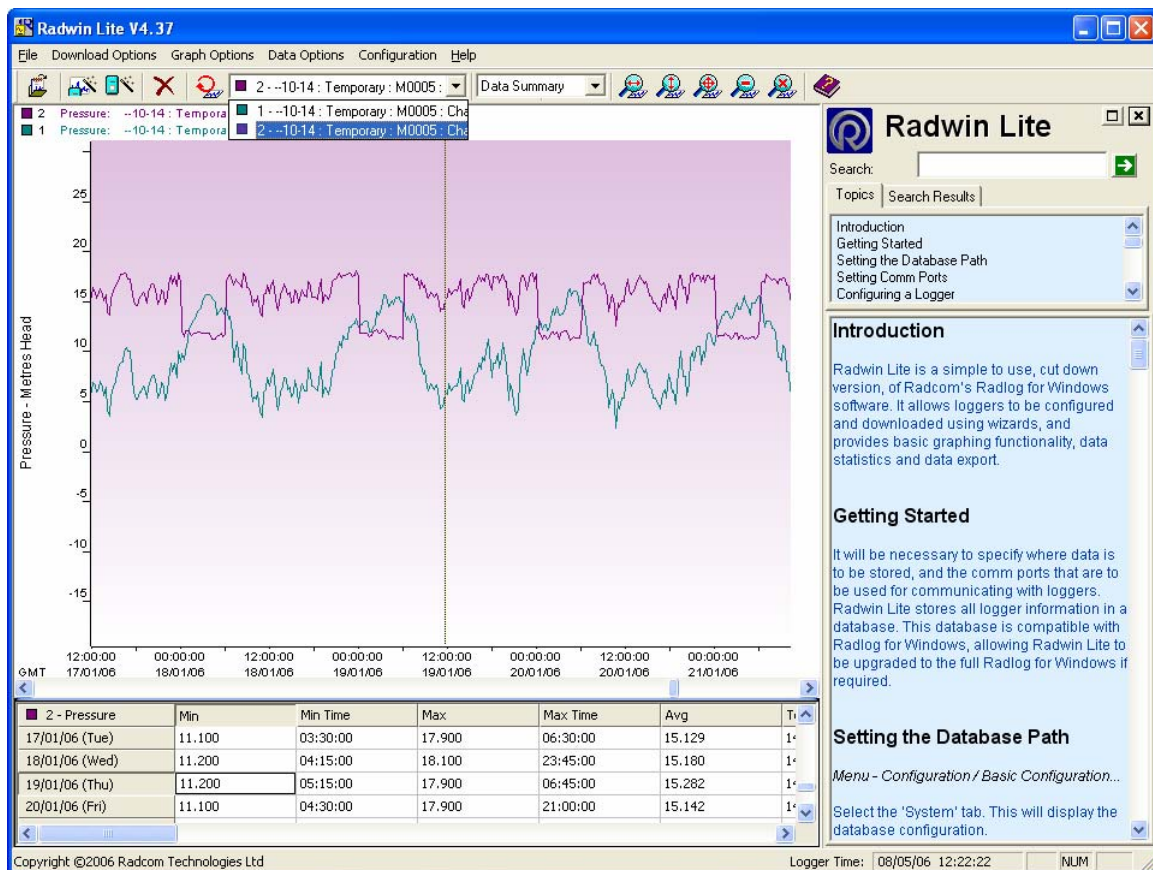 Radwin Lite V4.37
File Download Options Graph Options Data Options Configuration Help
2 - --10-14 : Temporary : M0005 : Data Summary
1 - --10-14 : Temporary : M0005 : Cha
2 - --10-14 : Temporary : M0005 : Cha
2 Pressure: --10-14 : Tempora
1 Pressure: --10-14 : Tempora
Pressure - Metres Head
25
20
15
10
5
0
-5
-10
-15
12:00:00 00:00:00 12:00:00 00:00:00 12:00:00 00:00:00 12:00:00 00:00:00
GMT 17/01/06 18/01/06 18/01/06 19/01/06 19/01/06 20/01/06 20/01/06 21/01/06
2 - Pressure Min Min Time Max Max Time Avg
17/01/06 (Tue) 11.100 03:30:00 17.900 06:30:00 15.129
18/01/06 (Wed) 11.200 04:15:00 18.100 23:45:00 15.180
19/01/06 (Thu) 11.200 05:15:00 17.900 06:45:00 15.282
20/01/06 (Fri) 11.100 04:30:00 17.900 21:00:00 15.142
Radwin Lite
Search:
Topics Search Results
Introduction
Getting Started
Setting the Database Path
Setting Comm Ports
Configuring a Logger
Introduction
Radwin Lite is a simple to use, cut down
version, of Radcom's Radlog for Windows
software. It allows loggers to be configured
and downloaded using wizards, and
provides basic graphing functionality, data
statistics and data export.
Getting Started
It will be necessary to specify where data is
to be stored, and the comm ports that are to
be used for communicating with loggers.
Radwin Lite stores all logger information in a
database. This database is compatible with
Radlog for Windows, allowing Radwin Lite to
be upgraded to the full Radlog for Windows if
required.
Setting the Database Path
Menu - Configuration / Basic Configuration...
Select the 'System' tab. This will display the
database configuration.
Copyright ©2006 Radcom Technologies Ltd Logger Time: 08/05/06 12:22:22 NUM